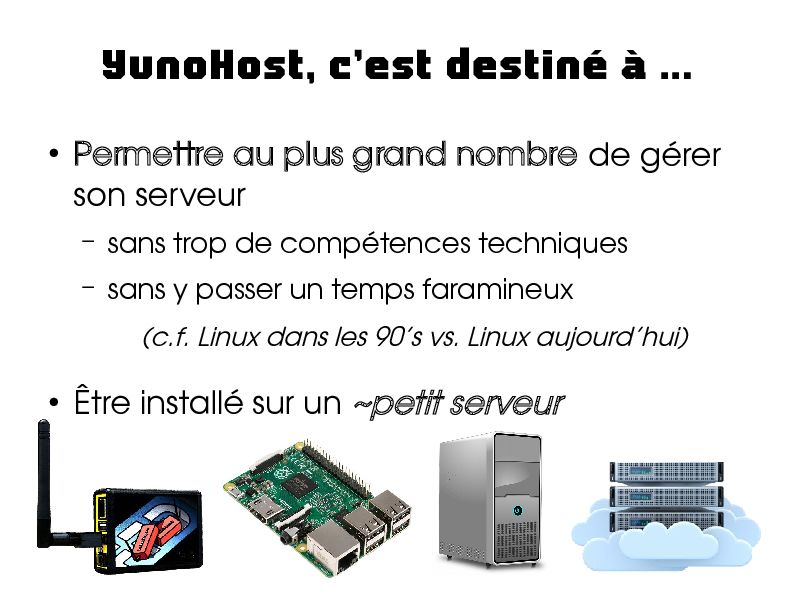 YunoHost, c'est destiné à ...
• Permettre au plus grand nombre de gérer
son serveur
– sans trop de compétences techniques
– sans y passer un temps faramineux
(c.f. Linux dans les 90's vs. Linux aujourd'hui)
• Être installé sur un ~petit serveur